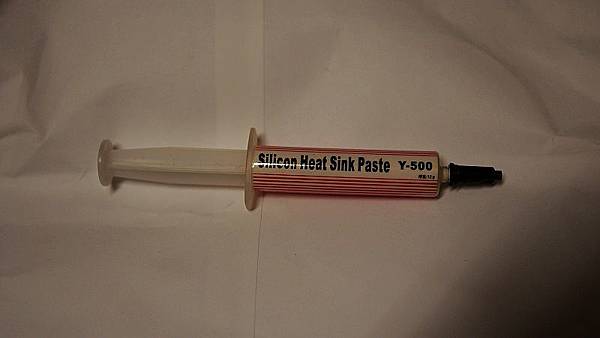 Silicon Heat Sink Paste Y-500